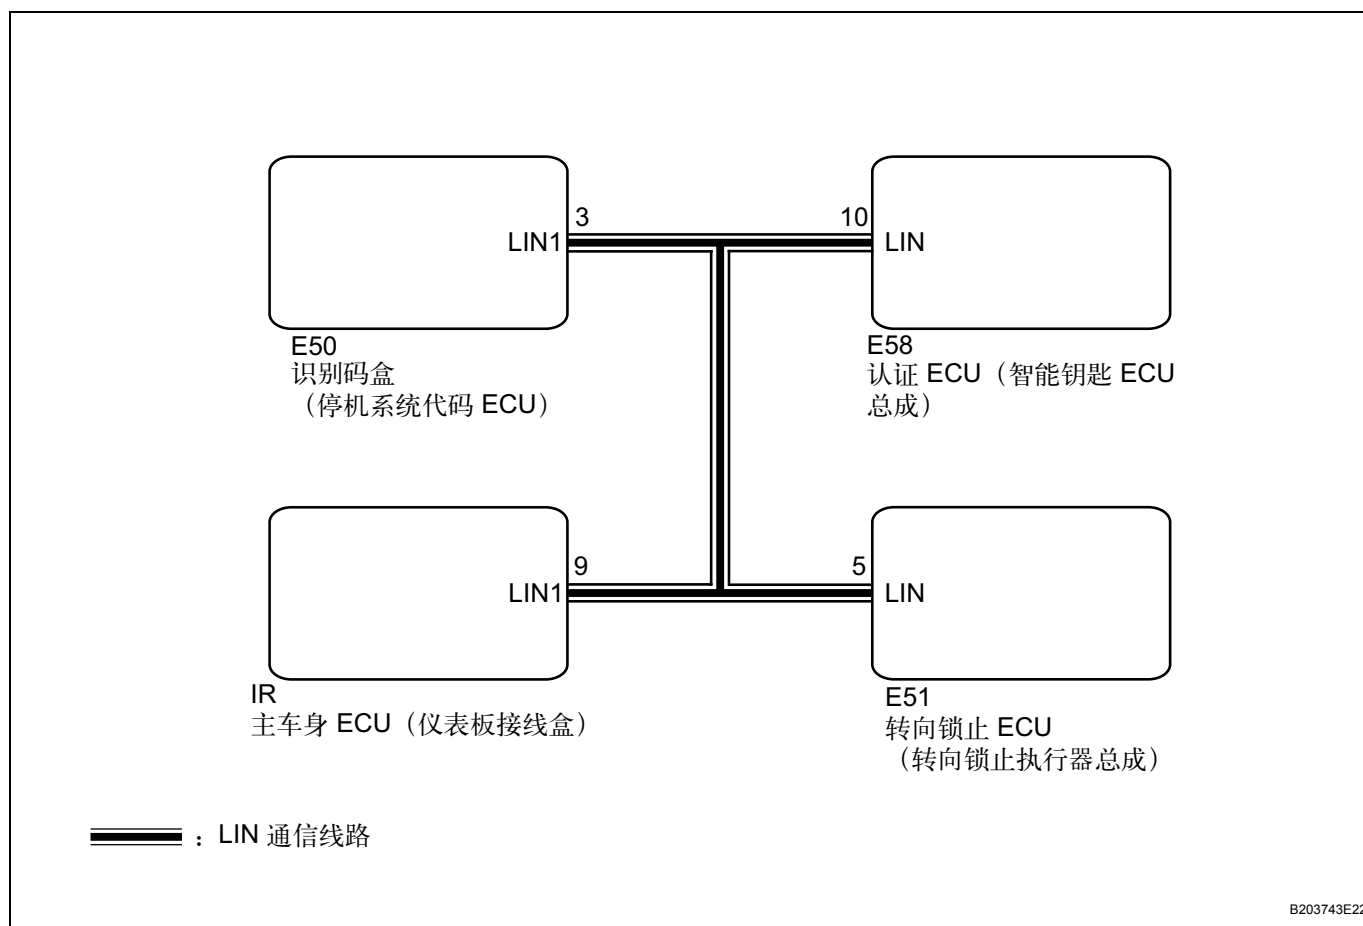 3
10
LIN1
LIN
E50
识别码盒
（停机系统代码 ECU）
E58
认证 ECU（智能钥匙 ECU
总成）
9
5
LIN1
LIN
IR
主车身 ECU（仪表板接线盒）
E51
转向锁止 ECU
（转向锁止执行器总成）
：LIN 通信线路
B203743E22